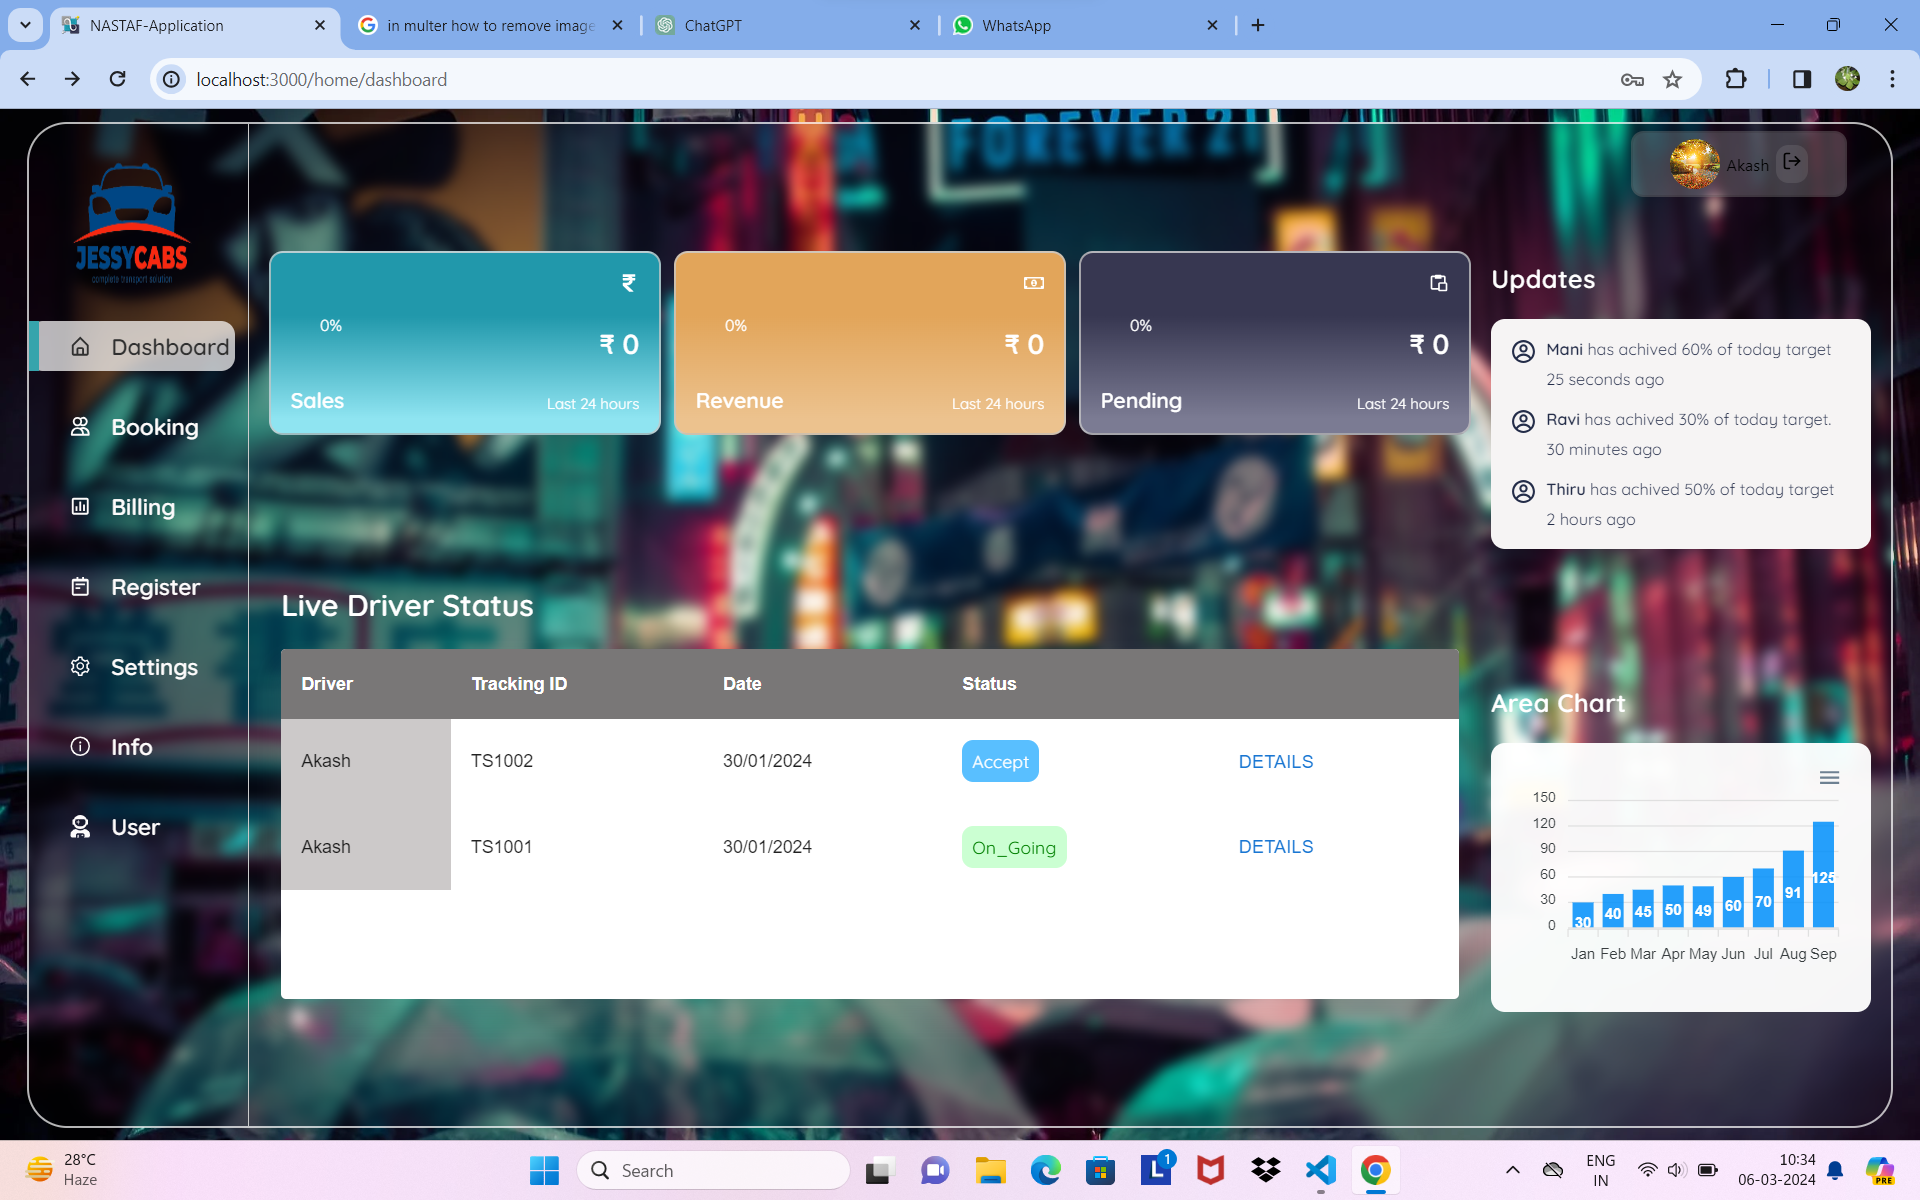 NASTAF-Application
in multer how to remove image
ChatGPT
WhatsApp
localhost:3000/home/dashboard
FOREVER 21
Akash
JESSYCABS
complete transport solution
Dashboard
Booking
Billing
Register
Settings
Info
User
₹
0%
₹ 0
Sales
Last 24 hours
0%
₹ 0
Revenue
Last 24 hours
0%
₹ 0
Pending
Last 24 hours
Updates
Mani has achived 60% of today target
25 seconds ago
Ravi has achived 30% of today target.
30 minutes ago
Thiru has achived 50% of today target
2 hours ago
Live Driver Status
Driver Tracking ID Date Status
Akash TS1002 30/01/2024 Accept DETAILS
Akash TS1001 30/01/2024 On_Going DETAILS
Area Chart
150
120
90
60
30
0
30 40 45 50 49 60 70 91 125
Jan Feb Mar Apr May Jun Jul Aug Sep
28°C
Haze
Search
L
1
ENG
IN
10:34
06-03-2024
PRE